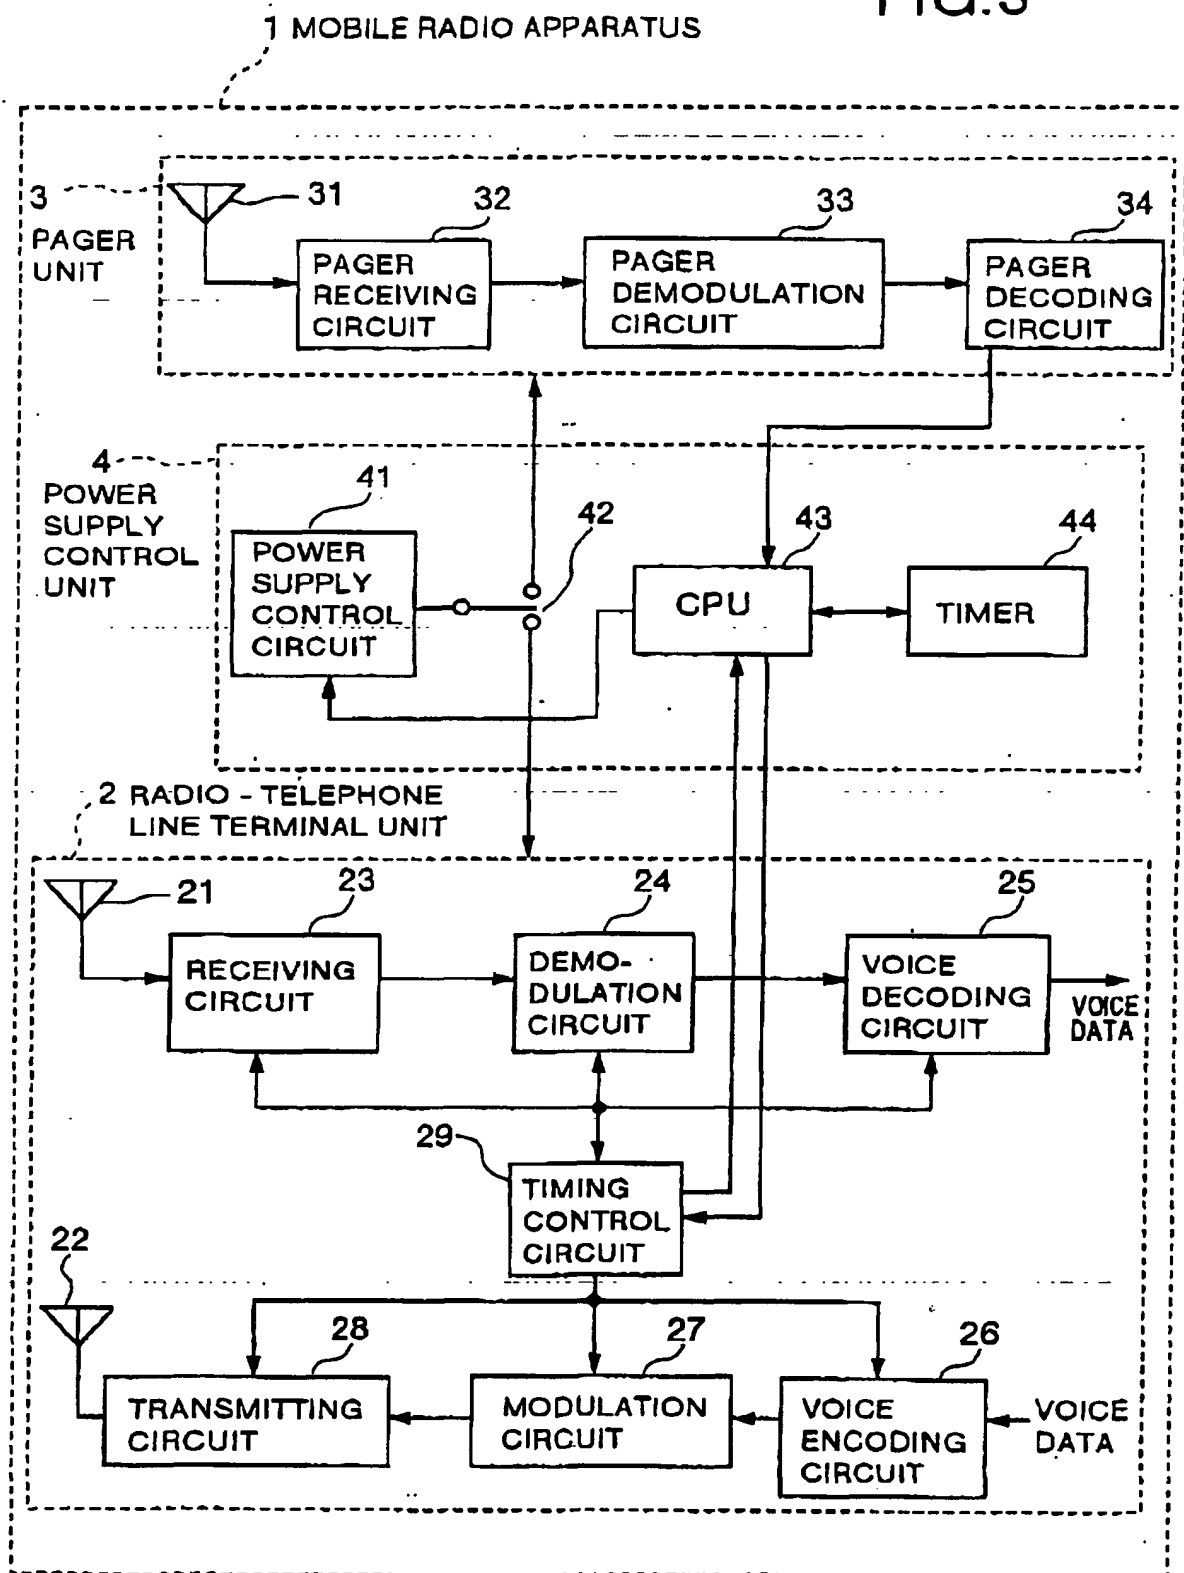 FIG.3
1 MOBILE RADIO APPARATUS
3
PAGER
UNIT
31
32
33
34
PAGER
RECEIVING
CIRCUIT
PAGER
DEMODULATION
CIRCUIT
PAGER
DECODING
CIRCUIT
4
POWER
SUPPLY
CONTROL
UNIT
41
42
43
44
POWER
SUPPLY
CONTROL
CIRCUIT
CPU
TIMER
2 RADIO - TELEPHONE
LINE TERMINAL UNIT
21
23
24
25
RECEIVING
CIRCUIT
DEMO-
DULATION
CIRCUIT
VOICE
DECODING
CIRCUIT
VOICE
DATA
29
TIMING
CONTROL
CIRCUIT
22
28
27
26
TRANSMITTING
CIRCUIT
MODULATION
CIRCUIT
VOICE
ENCODING
CIRCUIT
VOICE
DATA